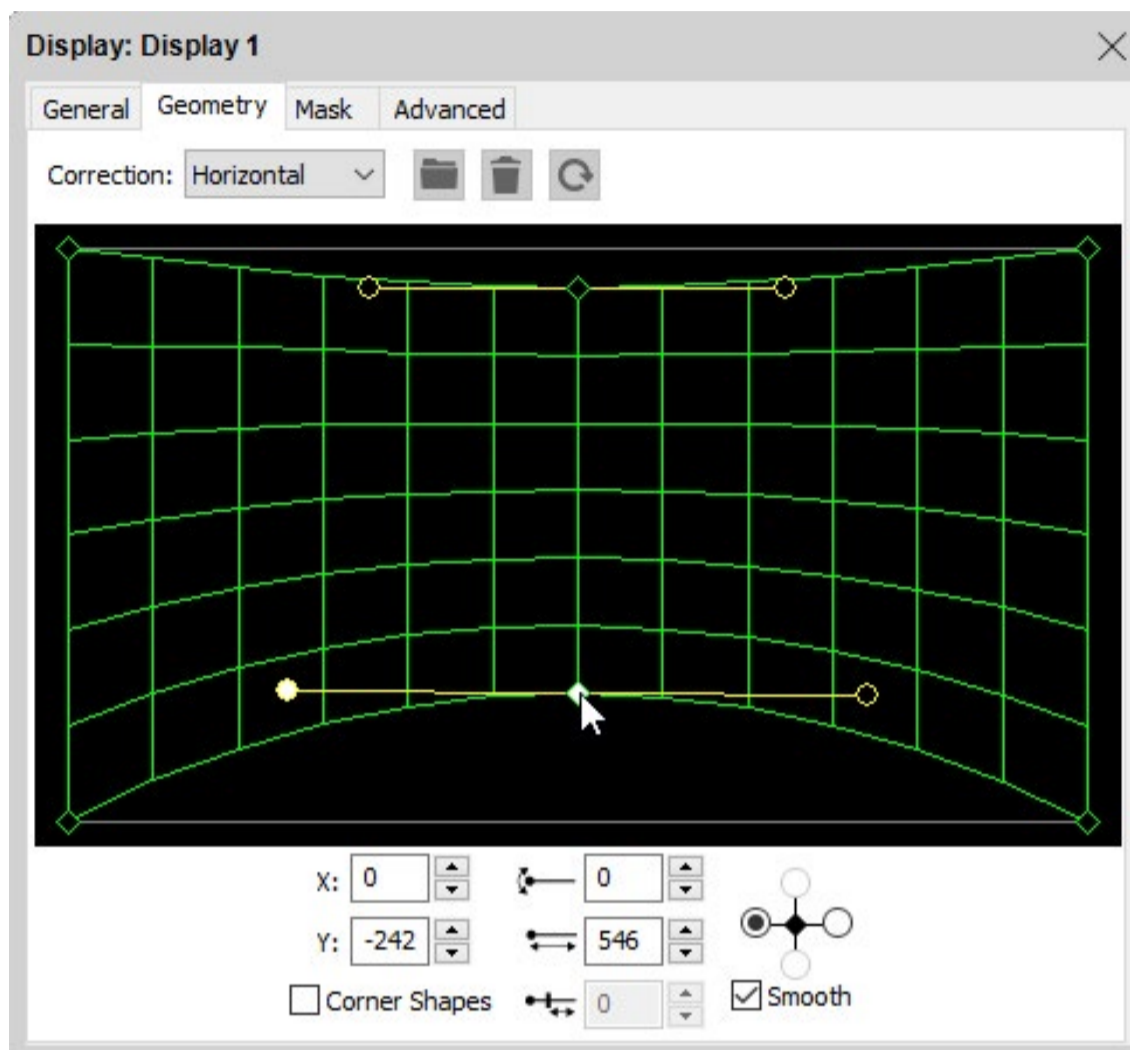 Display: Display 1
General Geometry Mask Advanced
Correction: Horizontal
X: 0 0
Y: -242 546
Corner Shapes 0 Smooth